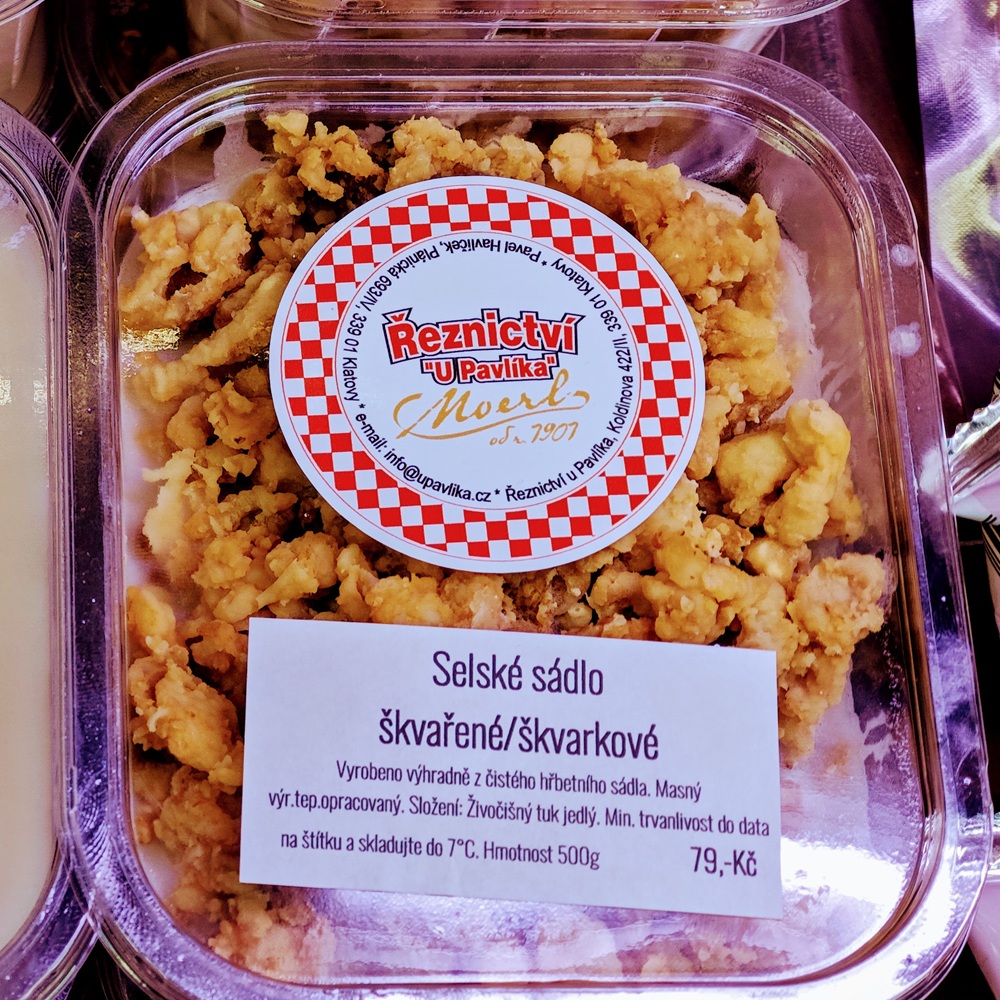 Řeznictví
"U Pavlíka"
Moerl
od r. 1901
* Pavel Havlíček, Plánická 693/IV, 339 01 Klatovy * e-mail: info@upavlika.cz * Řeznictví u Pavlíka, Koldinova 422/II, 339 01 Klatovy
Selské sádlo
škvařené/škvarkové
Vyrobeno výhradně z čistého hřbetního sádla. Masný
výr.tep.opracovaný. Složení: Živočišný tuk jedlý. Min. trvanlivost do data
na štítku a skladujte do 7°C. Hmotnost 500g
79,-Kč